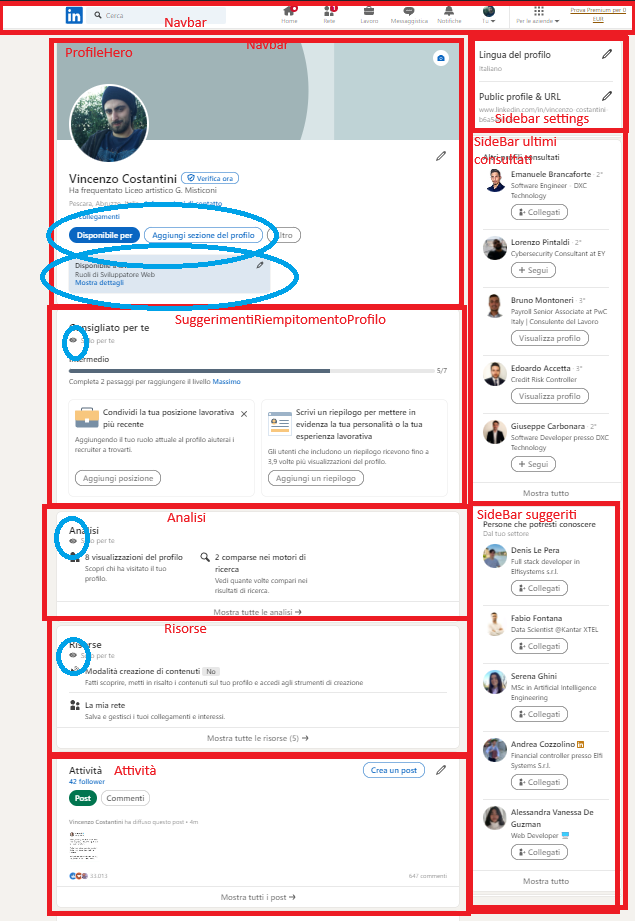 in
Cerca
Home
Rete
Lavoro
Messaggistica
Notifiche
Tu
Per le aziende
Prova Premium per 0
EUR
Navbar
Navbar
ProfileHero
Vincenzo Costantini
Verifica ora
Ha frequentato Liceo artistico G. Misticoni
Pescara, Abruzzo,
collegamenti
Disponibile per
Aggiungi sezione del profilo
Altro
Disponibile a
Ruoli di Sviluppatore Web
Mostra dettagli
SuggerimentiRiempitomentoProfilo
Consigliato per te
Solo per te
Intermedio
5/7
Completa 2 passaggi per raggiungere il livello Massimo
Condividi la tua posizione lavorativa
più recente
Aggiungendo il tuo ruolo attuale al profilo aiuterai i
recruiter a trovarti.
Aggiungi posizione
Scrivi un riepilogo per mettere in
evidenza la tua personalità o la tua
esperienza lavorativa
Gli utenti che includono un riepilogo ricevono fino a
3,9 volte più visualizzazioni del profilo.
Aggiungi un riepilogo
Analisi
Analisi
Solo per te
8 visualizzazioni del profilo
Scopri chi ha visitato il tuo
profilo.
2 comparse nei motori di
ricerca
Vedi quante volte compari nei
risultati di ricerca.
Mostra tutte le analisi →
Risorse
Risorse
Solo per te
Modalità creazione di contenuti No
Fatti scoprire, metti in risalto i contenuti sul tuo profilo e accedi agli strumenti di creazione
La mia rete
Salva e gestisci i tuoi collegamenti e interessi.
Mostra tutte le risorse (5) →
Attività
Attività
42 follower
Crea un post
Post
Commenti
Vincenzo Costantini ha diffuso questo post • 4m
33.013
647 commenti
Mostra tutti i post →
Lingua del profilo
Italiano
Public profile & URL
www.linkedin.com/in/vincenzo-costantini
Sidebar settings
SideBar ultimi
consultati
Altri profili consultati
Emanuele Brancaforte · 2°
Software Engineer · DXC
Technology
Collegati
Lorenzo Pintaldi · 2°
Cybersecurity Consultant at EY
+ Segui
Bruno Montoneri · 3°
Payroll Senior Associate at PwC
Italy | Consulente del Lavoro
Visualizza profilo
Edoardo Accetta · 3°
Credit Risk Controller
Visualizza profilo
Giuseppe Carbonara · 2°
Software Developer presso DXC
Technology
+ Segui
Mostra tutto
SideBar suggeriti
Persone che potresti conoscere
Dal tuo settore
Denis Le Pera
Full stack developer in
Elfisystems s.r.l.
Collegati
Fabio Fontana
Data Scientist @Kantar XTEL
Collegati
Serena Ghini
MSc in Artificial Intelligence
Engineering
Collegati
Andrea Cozzolino in
Financial controller presso Elfi
Systems S.r.l.
Collegati
Alessandra Vanessa De
Guzman
Web Developer
Collegati
Mostra tutto